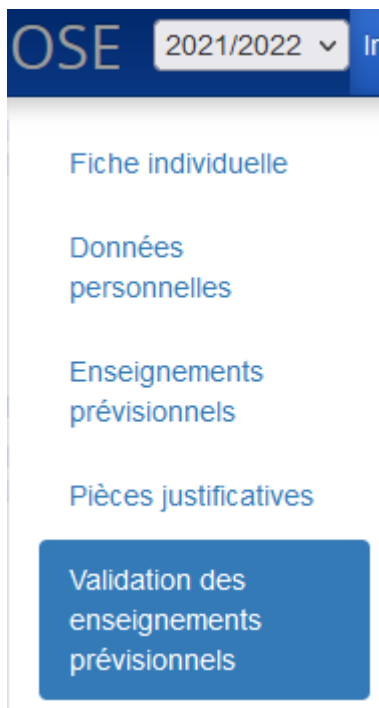 OSE 2021/2022
Fiche individuelle
Données
personnelles
Enseignements
prévisionnels
Pièces justificatives
Validation des
enseignements
prévisionnels